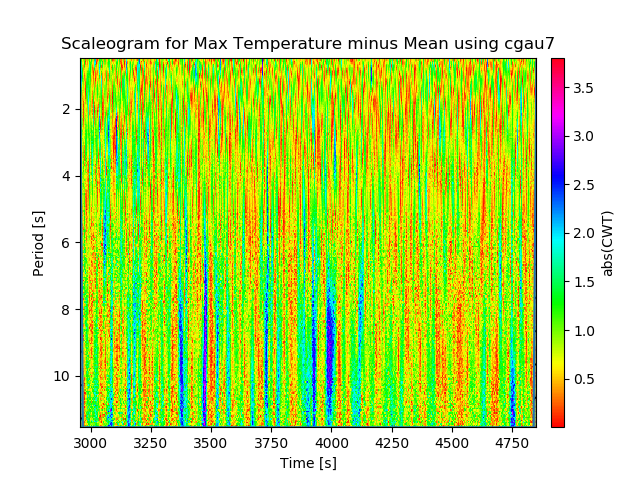 Scaleogram for Max Temperature minus Mean using cgau7
Period [s]
2
4
6
8
10
3000 3250 3500 3750 4000 4250 4500 4750
Time [s]
3.5
3.0
2.5
2.0
1.5
1.0
0.5
abs(CWT)